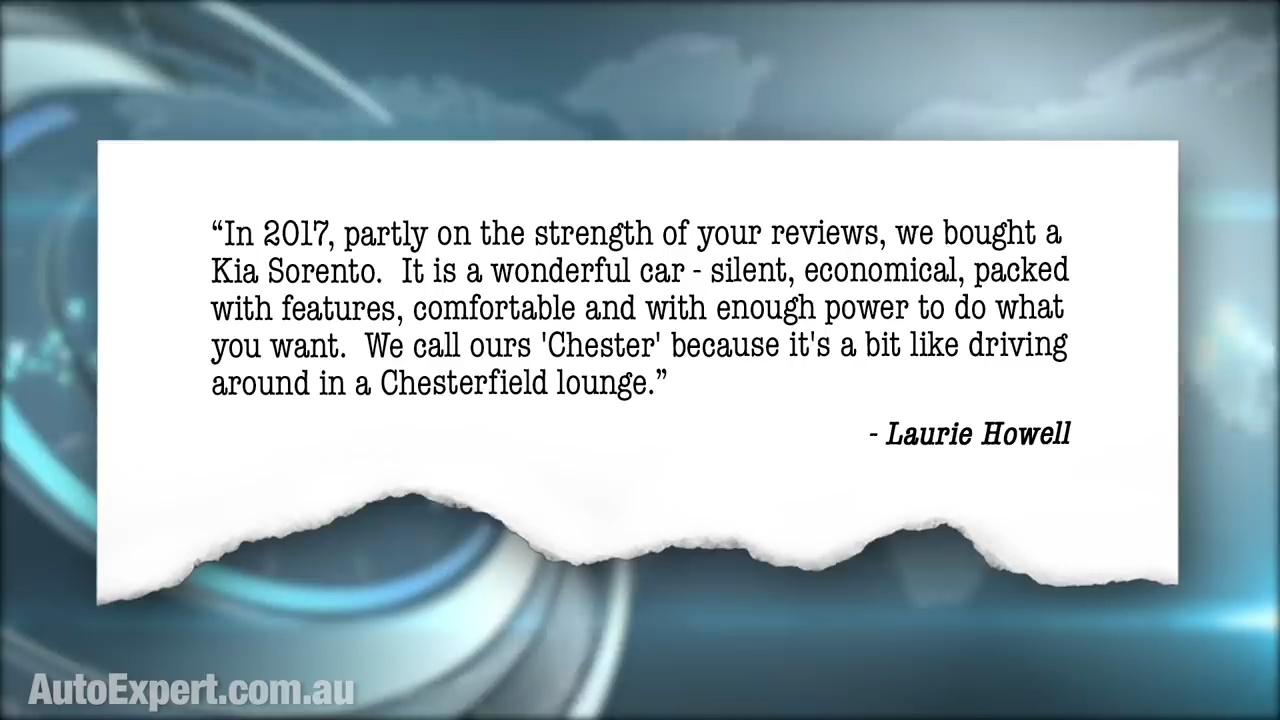 “In 2017, partly on the strength of your reviews, we bought a
Kia Sorento.  It is a wonderful car - silent, economical, packed
with features, comfortable and with enough power to do what
you want.  We call ours 'Chester' because it's a bit like driving
around in a Chesterfield lounge.”
- Laurie Howell
AutoExpert.com.au